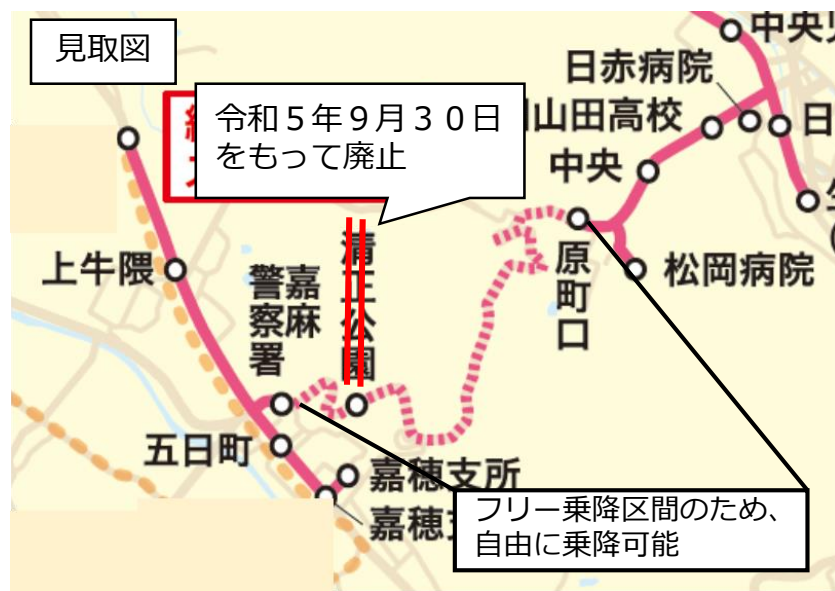 見取図
令和５年９月３０日
をもって廃止
中央
日赤病院
山田高校
中央
日
原町口
松岡病院
上牛隈
嘉麻
警察署
清正公園
五日町
嘉穂支所
嘉穂
フリー乗降区間のため、
自由に乗降可能